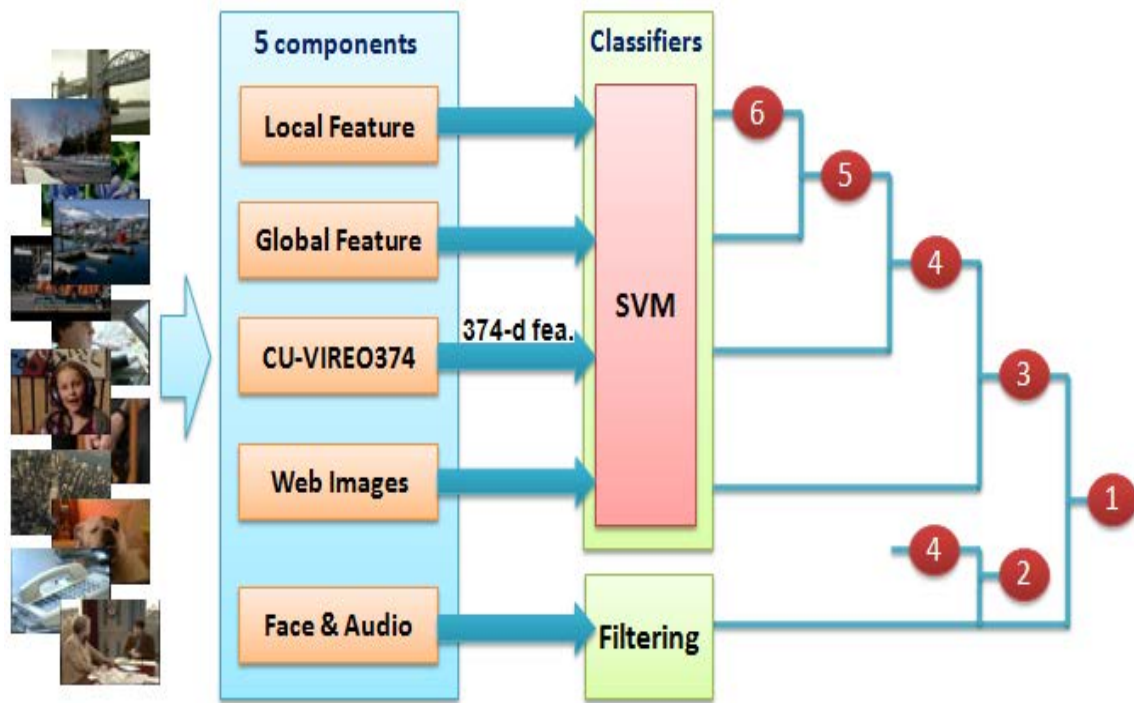 5 components
Classifiers
Local Feature
Global Feature
CU-VIREO374
Web Images
Face & Audio
374-d fea.
SVM
Filtering
6
5
4
3
1
4
2